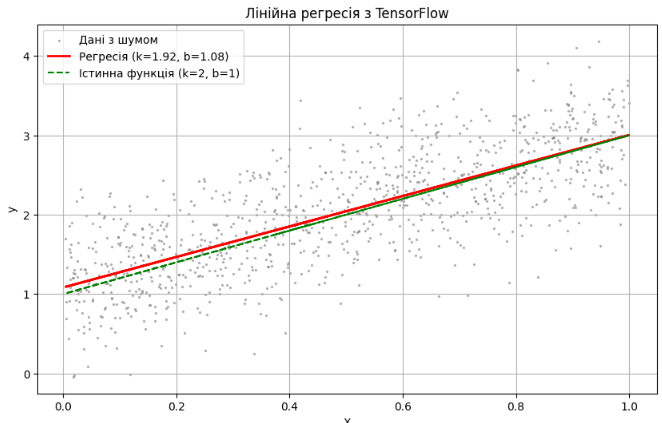 Лінійна регресія з TensorFlow
Дані з шумом
Регресія (k=1.92, b=1.08)
Істинна функція (k=2, b=1)
4
3
2
1
0
y
0.0 0.2 0.4 0.6 0.8 1.0